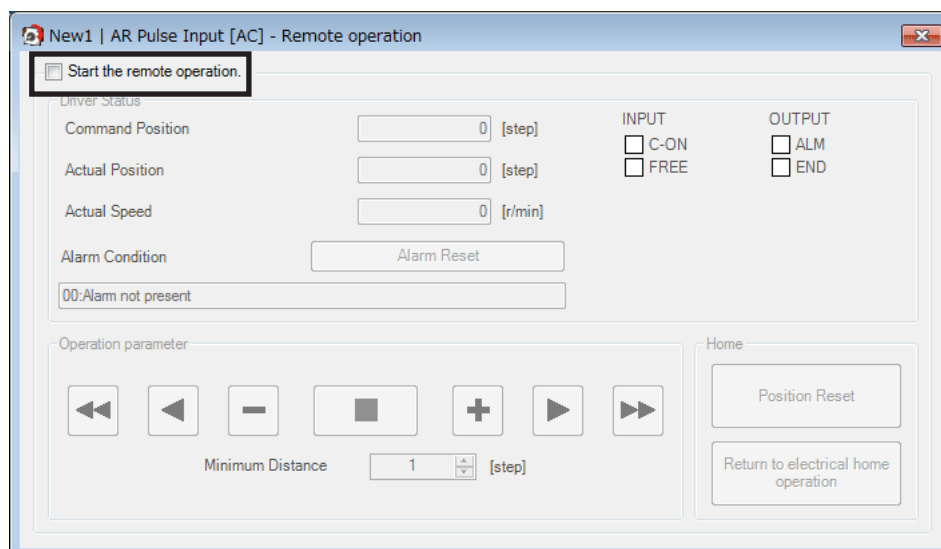 New1 | AR Pulse Input [AC] - Remote operation
Start the remote operation.
Driver Status
Command Position 0 [step]
Actual Position 0 [step]
Actual Speed 0 [r/min]
INPUT
C-ON
FREE
OUTPUT
ALM
END
Alarm Condition Alarm Reset
00:Alarm not present
Operation parameter
Minimum Distance 1 [step]
Home
Position Reset
Return to electrical home
operation